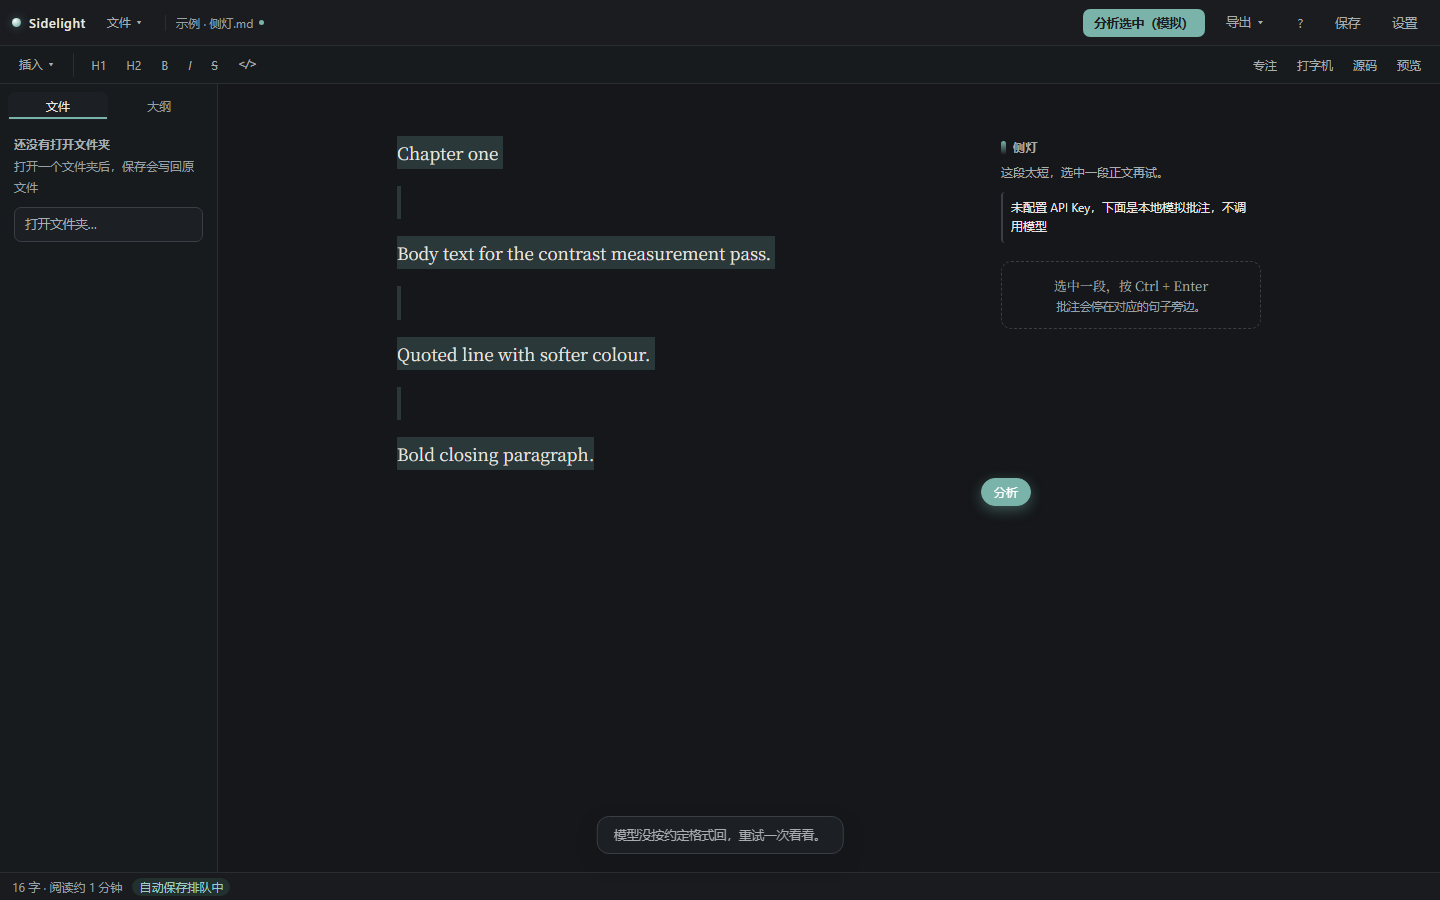 Sidelight 文件 示例 · 侧灯.md 分析选中（模拟） 导出 ? 保存 设置
插入 H1 H2 B I S </> 专注 打字机 源码 预览
文件 大纲
还没有打开文件夹
打开一个文件夹后，保存会写回原
文件
打开文件夹...
Chapter one
Body text for the contrast measurement pass.
Quoted line with softer colour.
Bold closing paragraph.
侧灯
这段太短，选中一段正文再试。
未配置 API Key，下面是本地模拟批注，不调
用模型
选中一段，按 Ctrl + Enter
批注会停在对应的句子旁边。
分析
模型没按约定格式回，重试一次看看。
16 字 · 阅读约 1 分钟 自动保存排队中